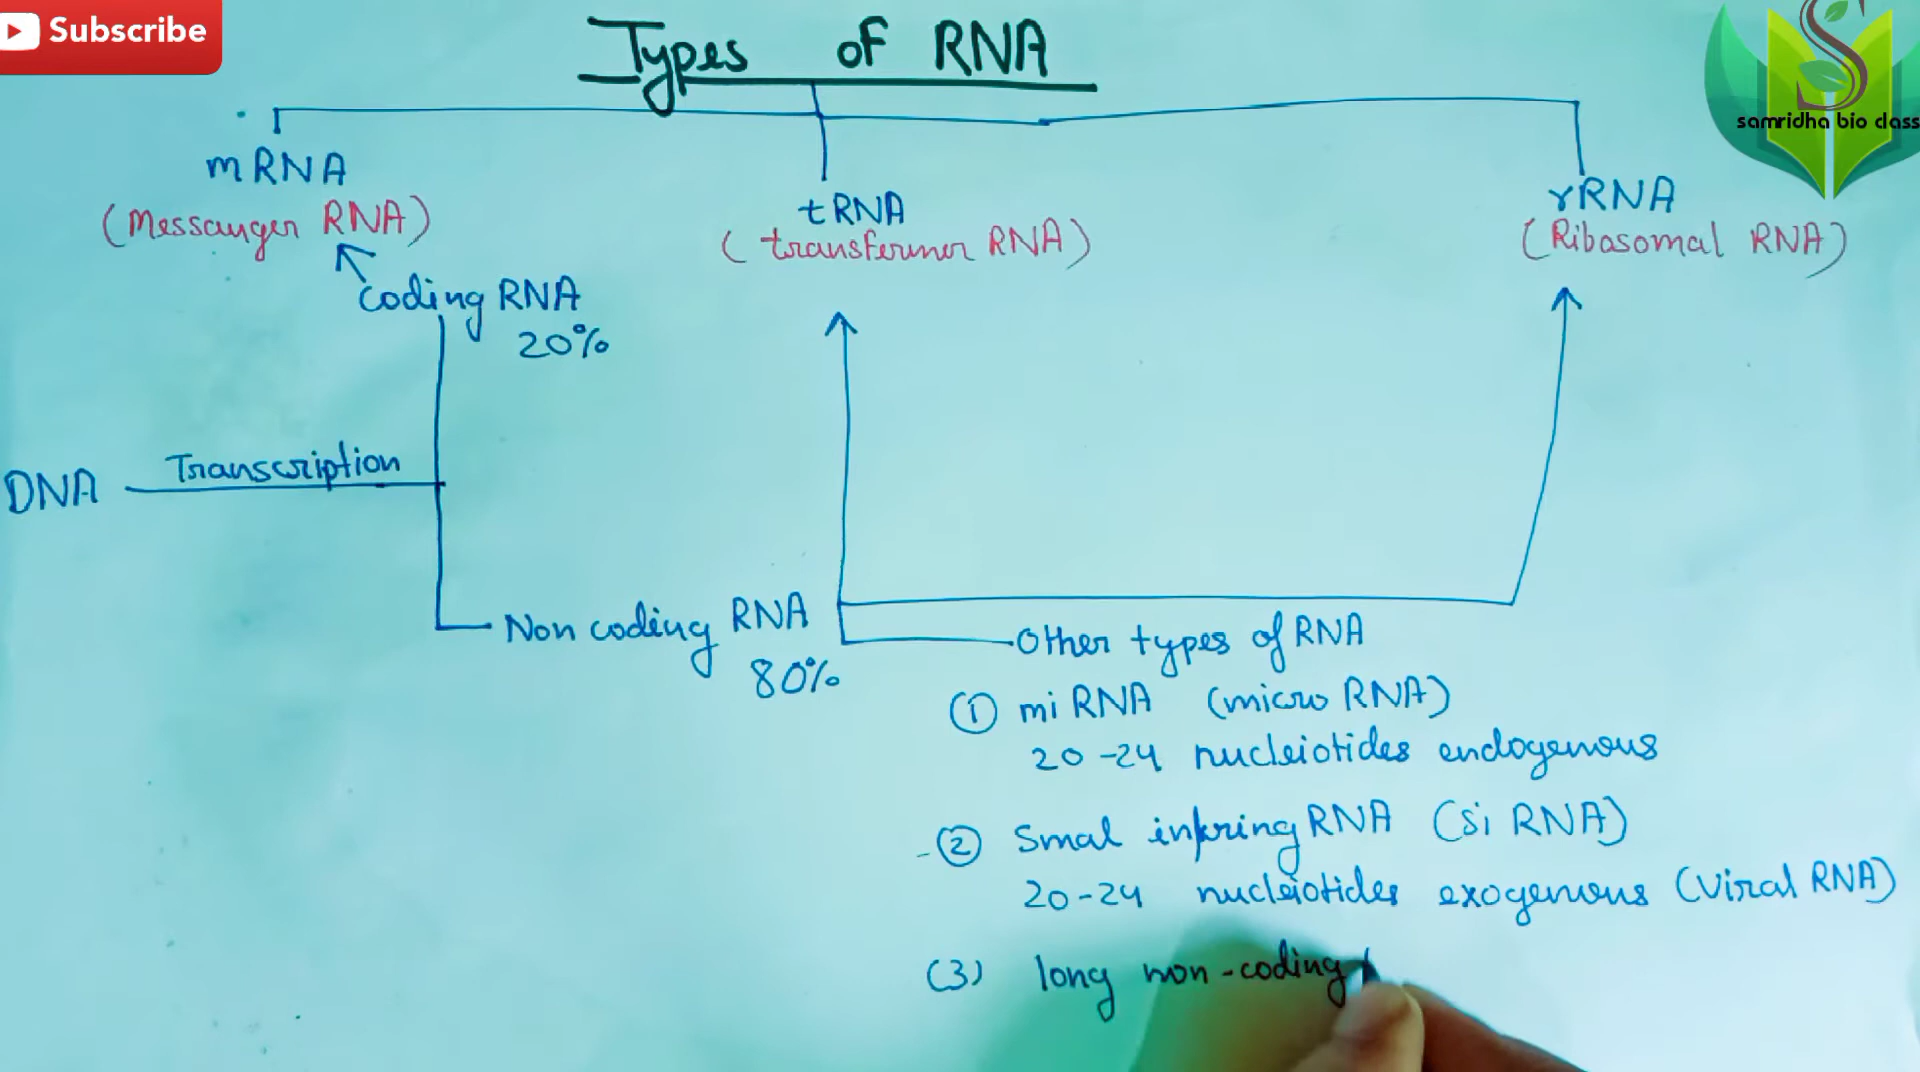 Subscribe
Types of RNA
samridha bio class
mRNA
(Messanger RNA)
tRNA
(transfermer RNA)
rRNA
(Ribosomal RNA)
Coding RNA
20%
DNA
Transcription
Non coding RNA
80%
Other types of RNA
① mi RNA (micro RNA)
20-24 nucleiotides endogenous
② Smal RNA (Si RNA)
20-24 nucleiotides exogenous (Viral RNA)
(3) long non-coding